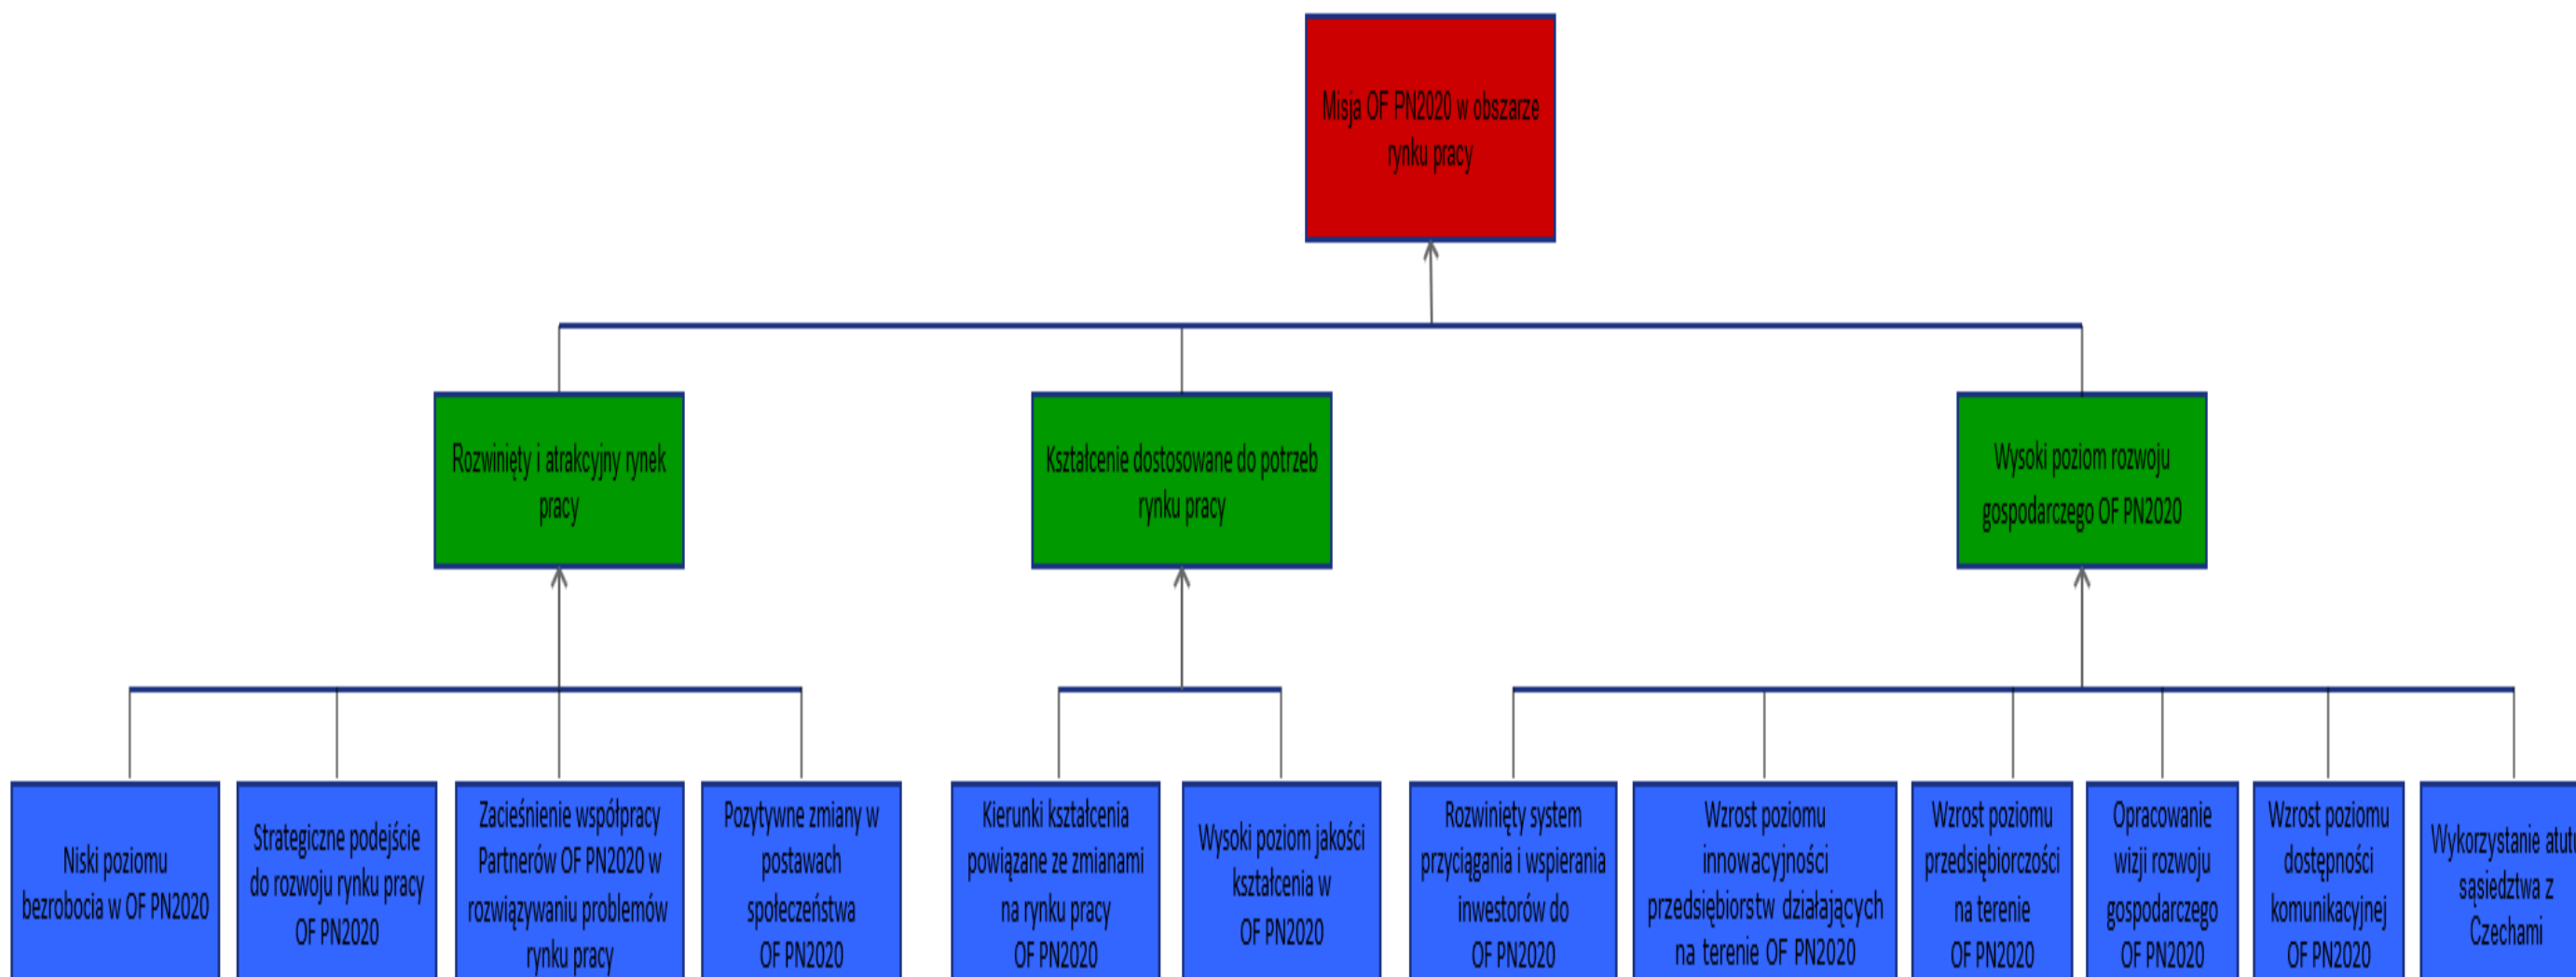 Misja OF PN2020 w obszarze
rynku pracy
Rozwinięty i atrakcyjny rynek
pracy
Kształcenie dostosowane do potrzeb
rynku pracy
Wysoki poziom rozwoju
gospodarczego OF PN2020
Niski poziomu
bezrobocia w OF PN2020
Strategiczne podejście
do rozwoju rynku pracy
OF PN2020
Zacieśnienie współpracy
Partnerów OF PN2020 w
rozwiązywaniu problemów
rynku pracy
Pozytywne zmiany w
postawach
społeczeństwa
OF PN2020
Kierunki kształcenia
powiązane ze zmianami
na rynku pracy
OF PN2020
Wysoki poziom jakości
kształcenia w
OF PN2020
Rozwinięty system
przyciągania i wspierania
inwestorów do
OF PN2020
Wzrost poziomu
innowacyjności
przedsiębiorstw działających
na terenie OF PN2020
Wzrost poziomu
przedsiębiorczości
na terenie
OF PN2020
Opracowanie
wizji rozwoju
gospodarczego
OF PN2020
Wzrost poziomu
dostępności
komunikacyjnej
OF PN2020
Wykorzystanie atutu
sąsiedztwa z
Czechami